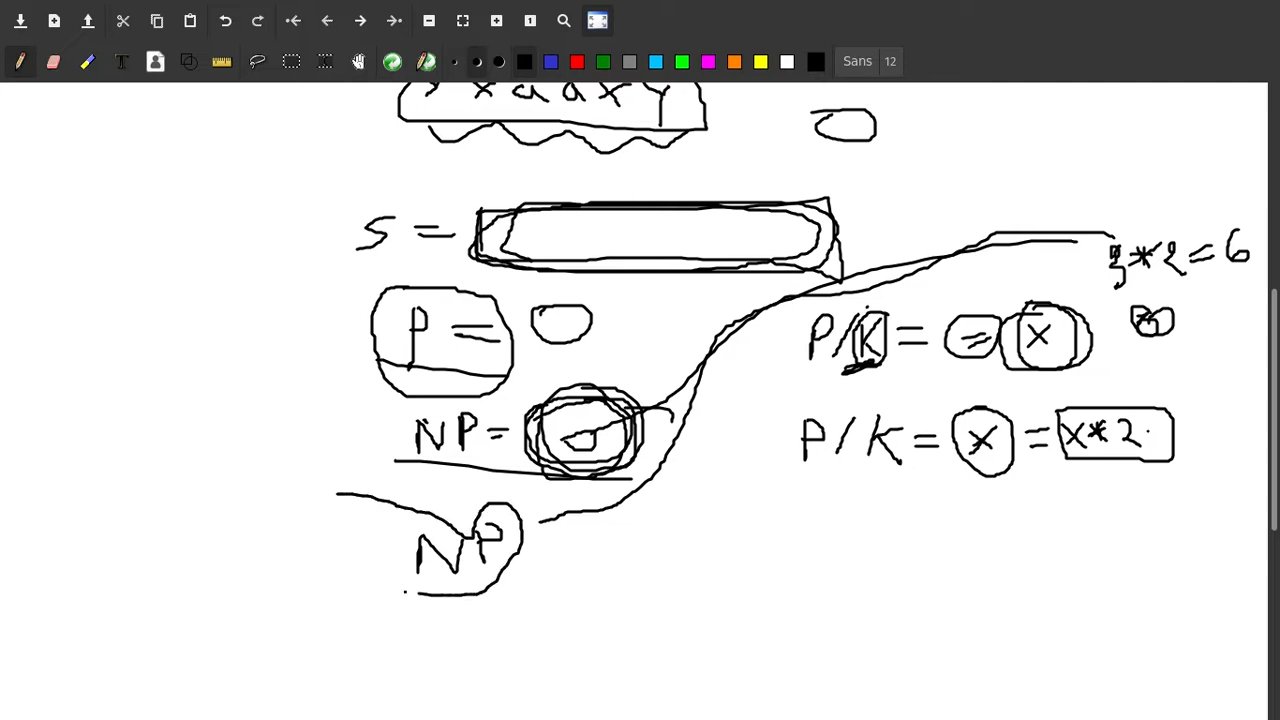 Sans 12
x a a x y
S =
3*2=6
P =
P/K = = x
NP =
P/K = x = x*2
NP